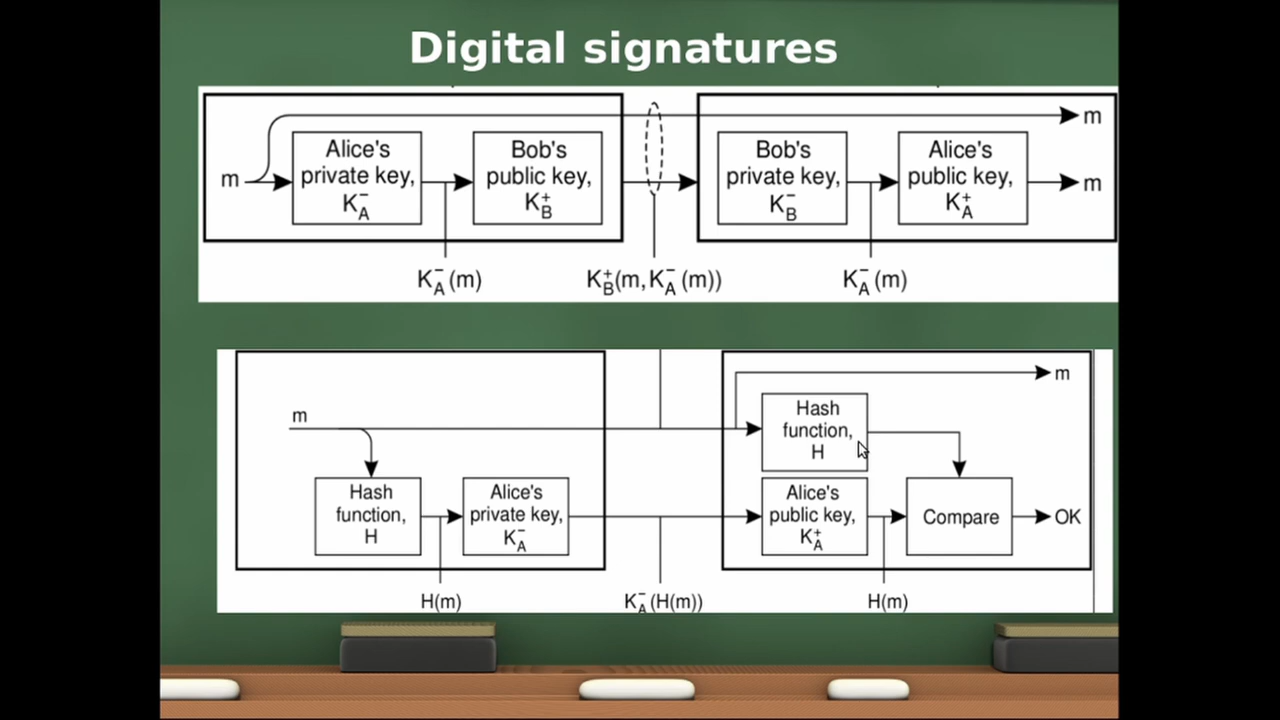 Digital signatures
m
Alice's
private key,
K⁻A
Bob's
public key,
K⁺B
Bob's
private key,
K⁻B
Alice's
public key,
K⁺A
m
m
K⁻A(m)
K⁺B(m,K⁻A(m))
K⁻A(m)
m
Hash
function,
H
Alice's
private key,
K⁻A
m
Hash
function,
H
Alice's
public key,
K⁺A
Compare
OK
H(m)
K⁻A(H(m))
H(m)